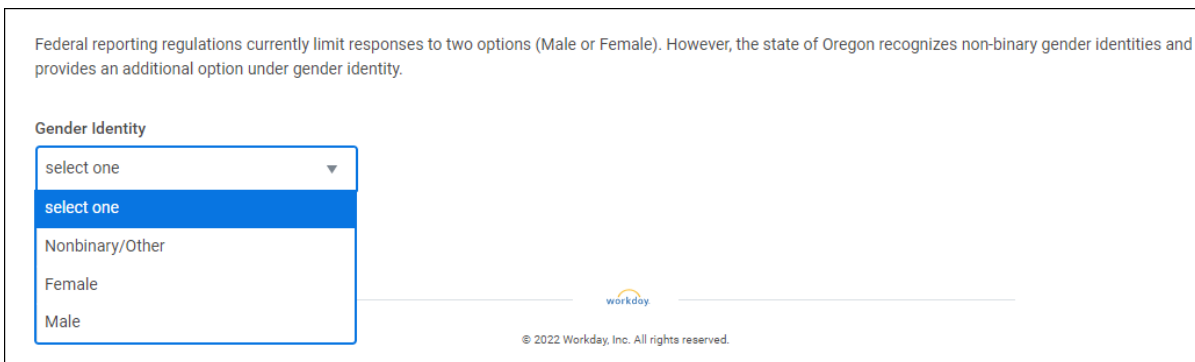 Federal reporting regulations currently limit responses to two options (Male or Female). However, the state of Oregon recognizes non-binary gender identities and
provides an additional option under gender identity.
Gender Identity
select one
select one
Nonbinary/Other
Female
Male
workday.
© 2022 Workday, Inc. All rights reserved.